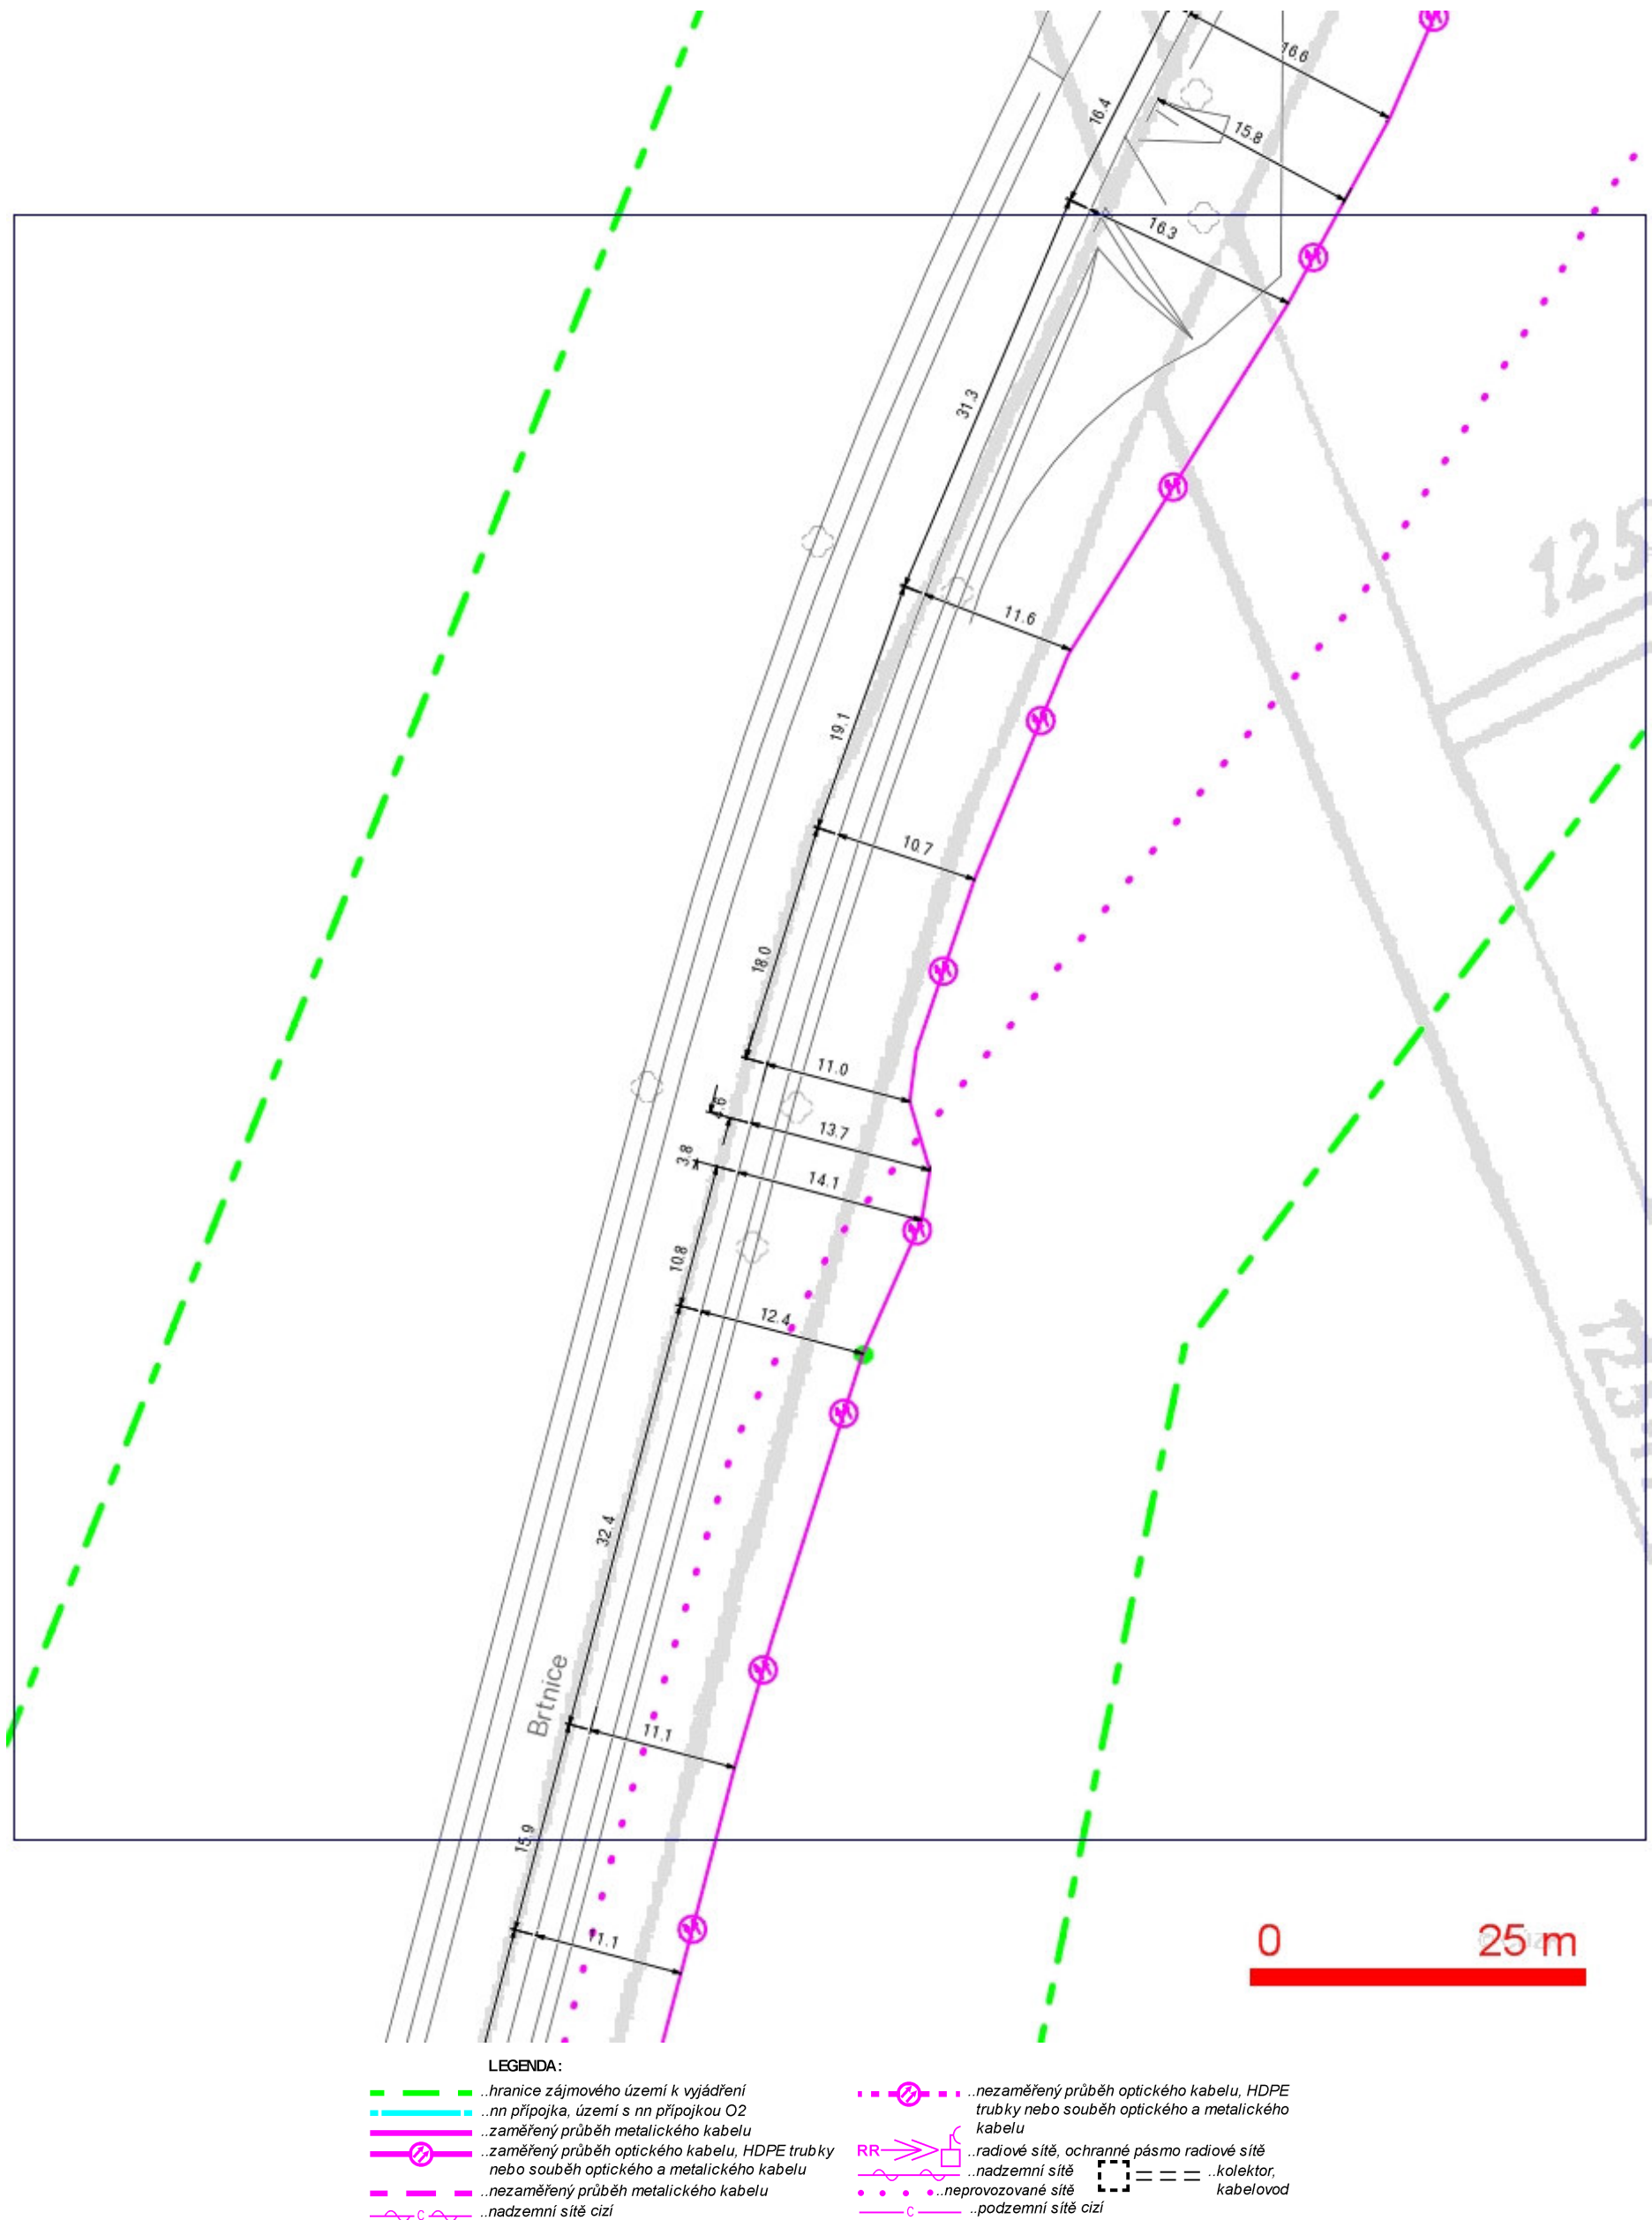 16.6
16.4
15.8
16.3
31.3
125
11.6
19.1
10.7
18.0
11.0
13.7
3.8
14.1
10.8
12.4
32.4
Brtnice
11.1
15.9
11.1
0 25 m
LEGENDA:
..hranice zájmového území k vyjádření
..nn přípojka, území s nn přípojkou O2
..zaměřený průběh metalického kabelu
..zaměřený průběh optického kabelu, HDPE trubky
nebo souběh optického a metalického kabelu
..nezaměřený průběh metalického kabelu
C ..nadzemní sítě cizí
..nezaměřený průběh optického kabelu, HDPE
trubky nebo souběh optického a metalického
kabelu
RR ..radiové sítě, ochranné pásmo radiové sítě
..nadzemní sítě
..kolektor,
kabelovod
..neprovozované sítě
C ..podzemní sítě cizí